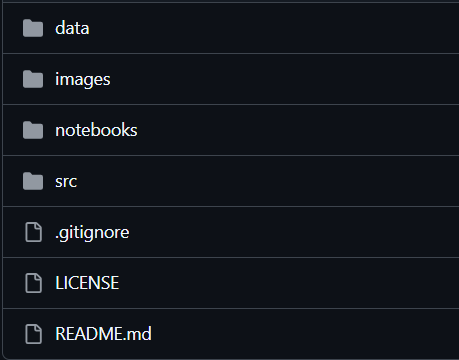 data
images
notebooks
src
.gitignore
LICENSE
README.md